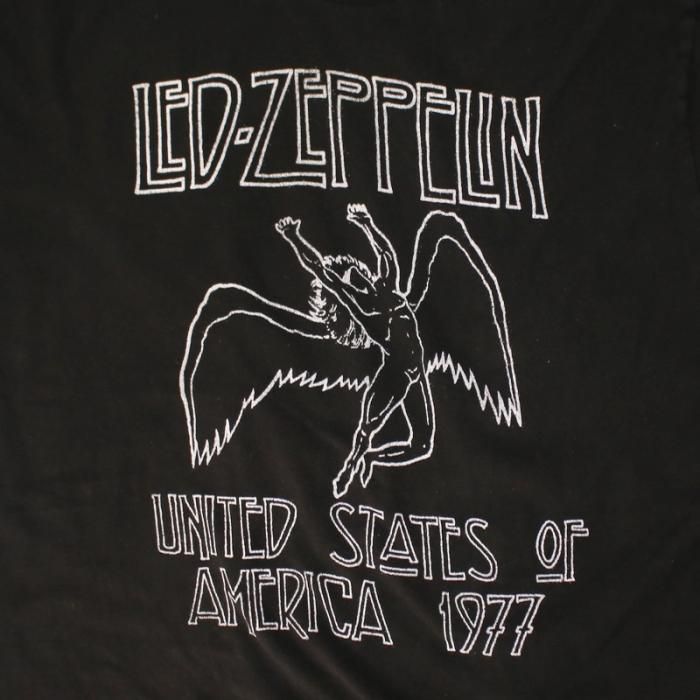 LED-ZEPPELIN
UNITED STATES OF
AMERICA 1977